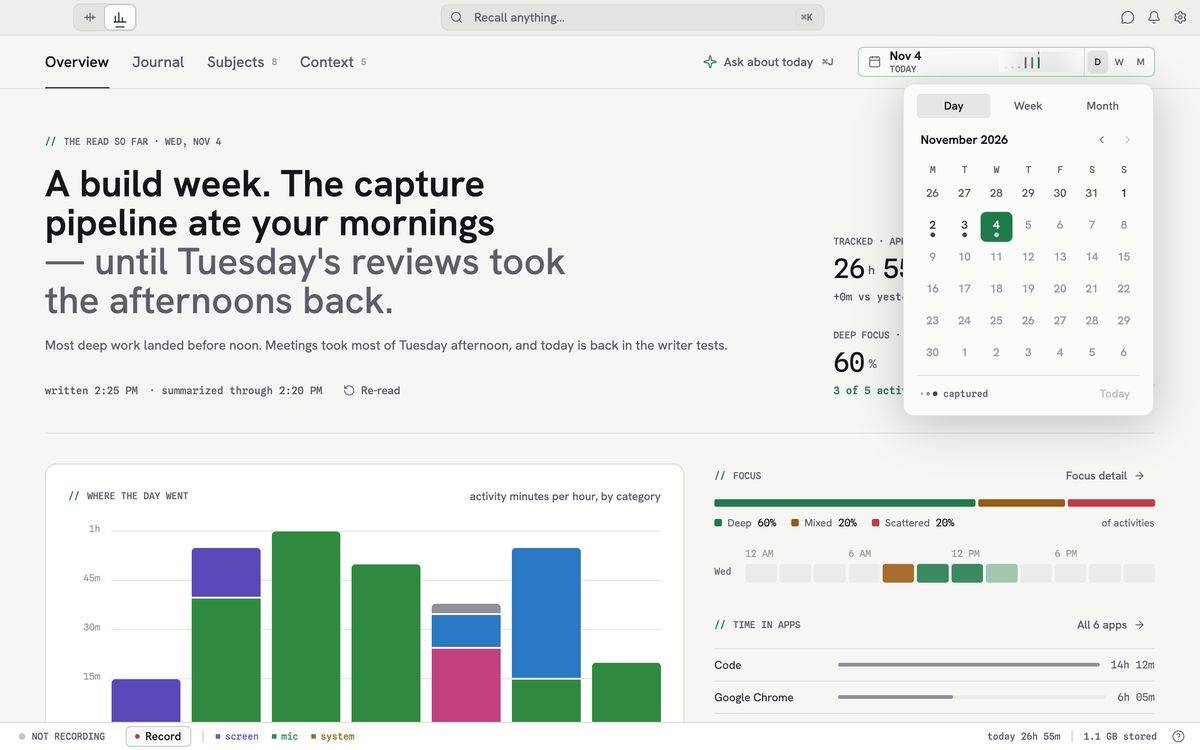 Recall anything... ⌘K
Overview Journal Subjects 8 Context 5
Ask about today ⌘J
Nov 4
TODAY
D W M
Day Week Month
November 2026
M T W T F S S
26 27 28 29 30 31 1
2 3 4 5 6 7 8
9 10 11 12 13 14 15
16 17 18 19 20 21 22
23 24 25 26 27 28 29
30 1 2 3 4 5 6
captured Today
// THE READ SO FAR · WED, NOV 4
A build week. The capture
pipeline ate your mornings
— until Tuesday's reviews took
the afternoons back.
Most deep work landed before noon. Meetings took most of Tuesday afternoon, and today is back in the writer tests.
written 2:25 PM · summarized through 2:20 PM Re-read
TRACKED ·
26 h
+0m vs
DEEP FOCUS ·
60 %
3 of 5
// WHERE THE DAY WENT activity minutes per hour, by category
1h
45m
30m
15m
// FOCUS Focus detail →
Deep 60% Mixed 20% Scattered 20% of activities
12 AM 6 AM 12 PM 6 PM
Wed
// TIME IN APPS All 6 apps →
Code 14h 12m
Google Chrome 6h 05m
NOT RECORDING Record screen mic system today 26h 55m 1.1 GB stored